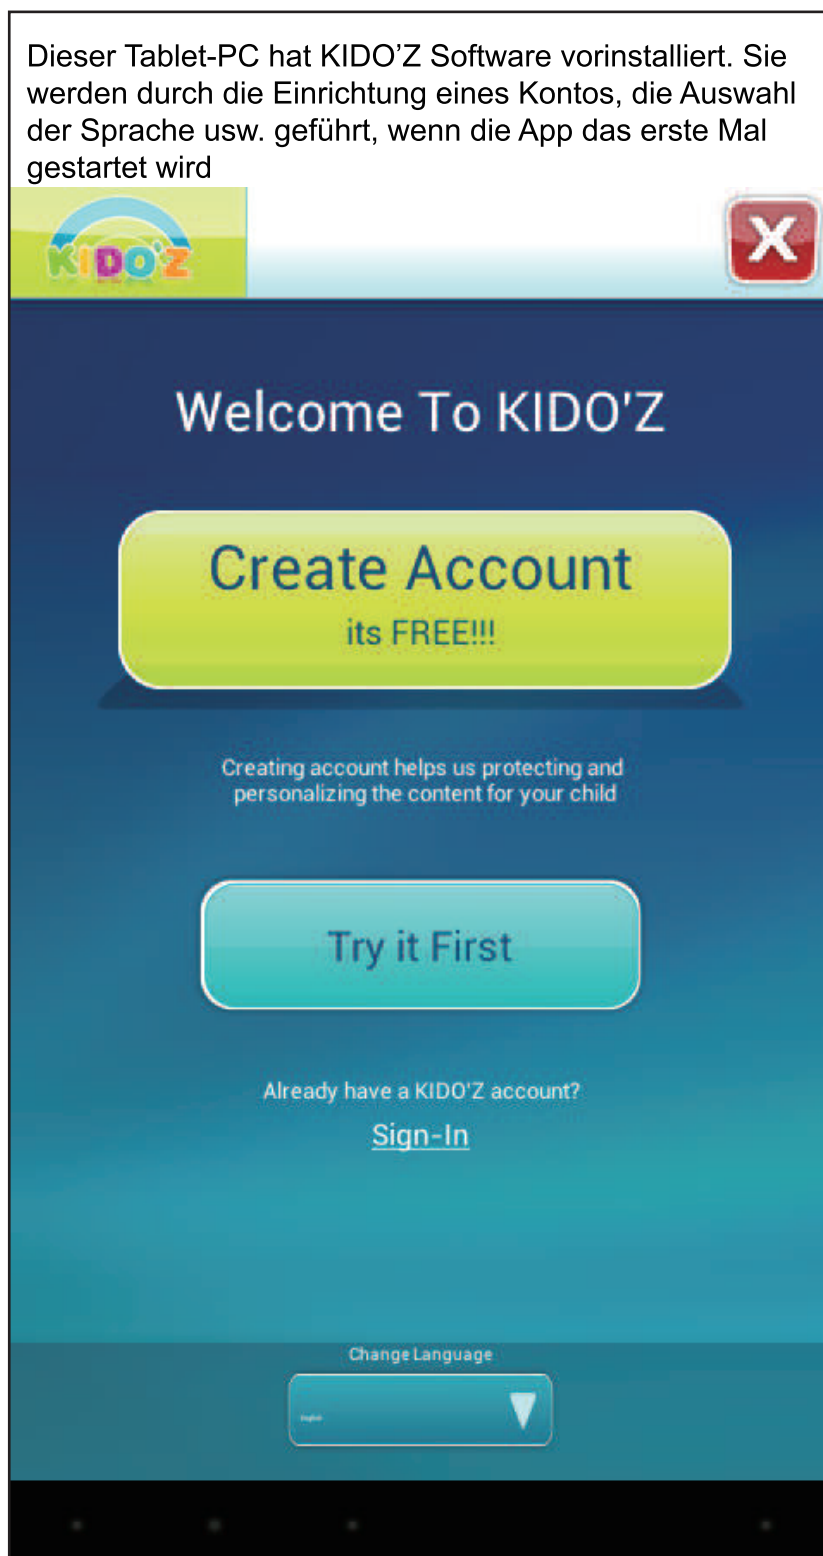 Dieser Tablet-PC hat KIDO’Z Software vorinstalliert. Sie
werden durch die Einrichtung eines Kontos, die Auswahl
der Sprache usw. geführt, wenn die App das erste Mal
gestartet wird
KIDO'Z
Welcome To KIDO'Z
Create Account
its FREE!!!
Creating account helps us protecting and
personalizing the content for your child
Try it First
Already have a KIDO'Z account?
Sign-In
Change Language
English